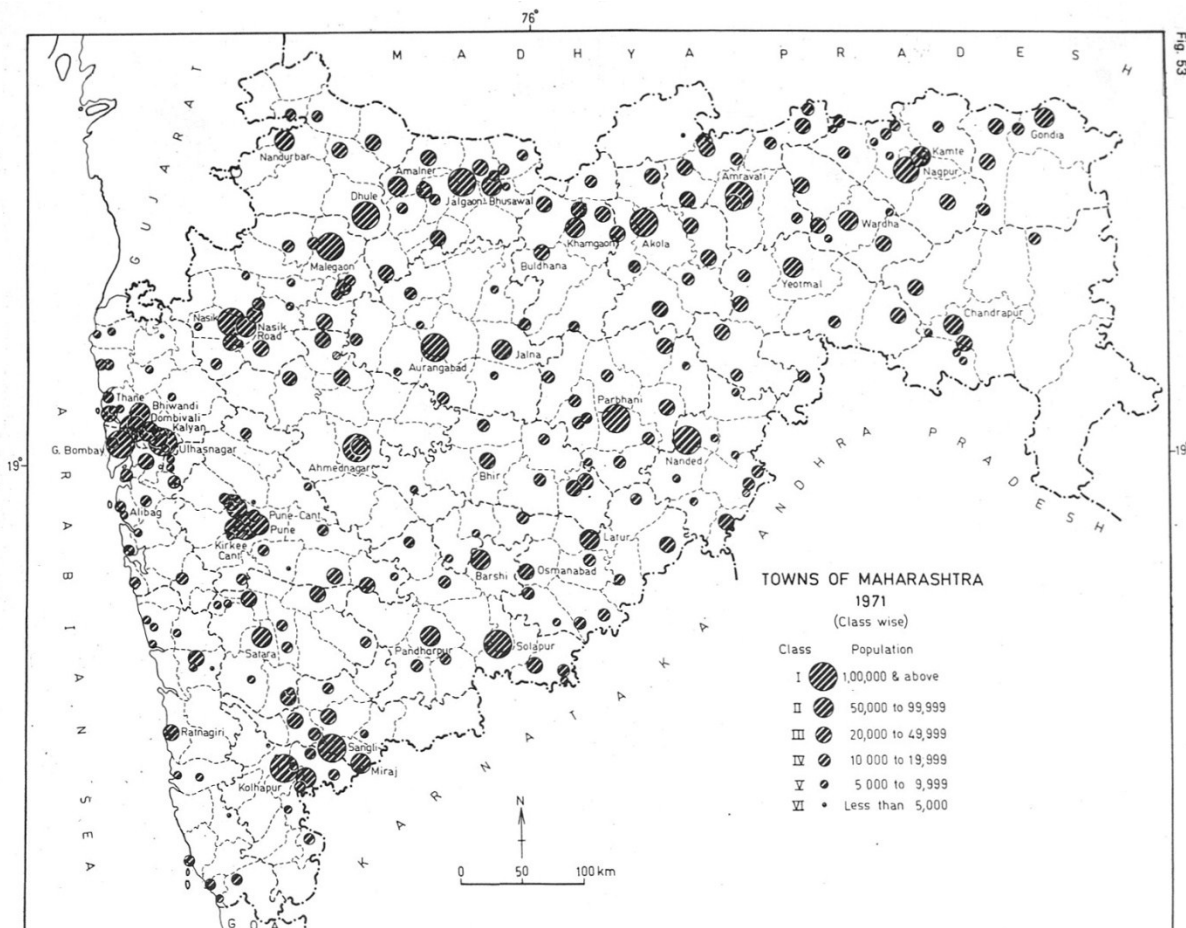 76°
Fig. 53
MADHYA PRADESH
GUJARAT
Nandurbar
Amalner
Dhule
Jalgaon
Bhusawal
Malegaon
Khamgaon
Akola
Buldhana
Amravati
Kamte
Nagpur
Gondia
Wardha
Yeotmal
Chandrapur
Nasik
Nasik
Road
Aurangabad
Jalna
Parbhani
Nanded
Thane
Bhiwandi
Dombivali
Kalyan
G. Bombay
Ulhasnagar
Ahmednagar
Bhir
19°
19
Alibag
Pune-Cant.
Pune
Kirkee
Cant.
Latur
Barshi
Osmanabad
Satara
Pandharpur
Solapur
Ratnagiri
Sangli
Miraj
Kolhapur
ARABIAN SEA
ANDHRA PRADESH
KARNATAKA
GOA
TOWNS OF MAHARASHTRA
1971
(Class wise)
Class Population
I 1,00,000 & above
II 50,000 to 99,999
III 20,000 to 49,999
IV 10 000 to 19,999
V 5 000 to 9,999
VI Less than 5,000
N
0 50 100 km